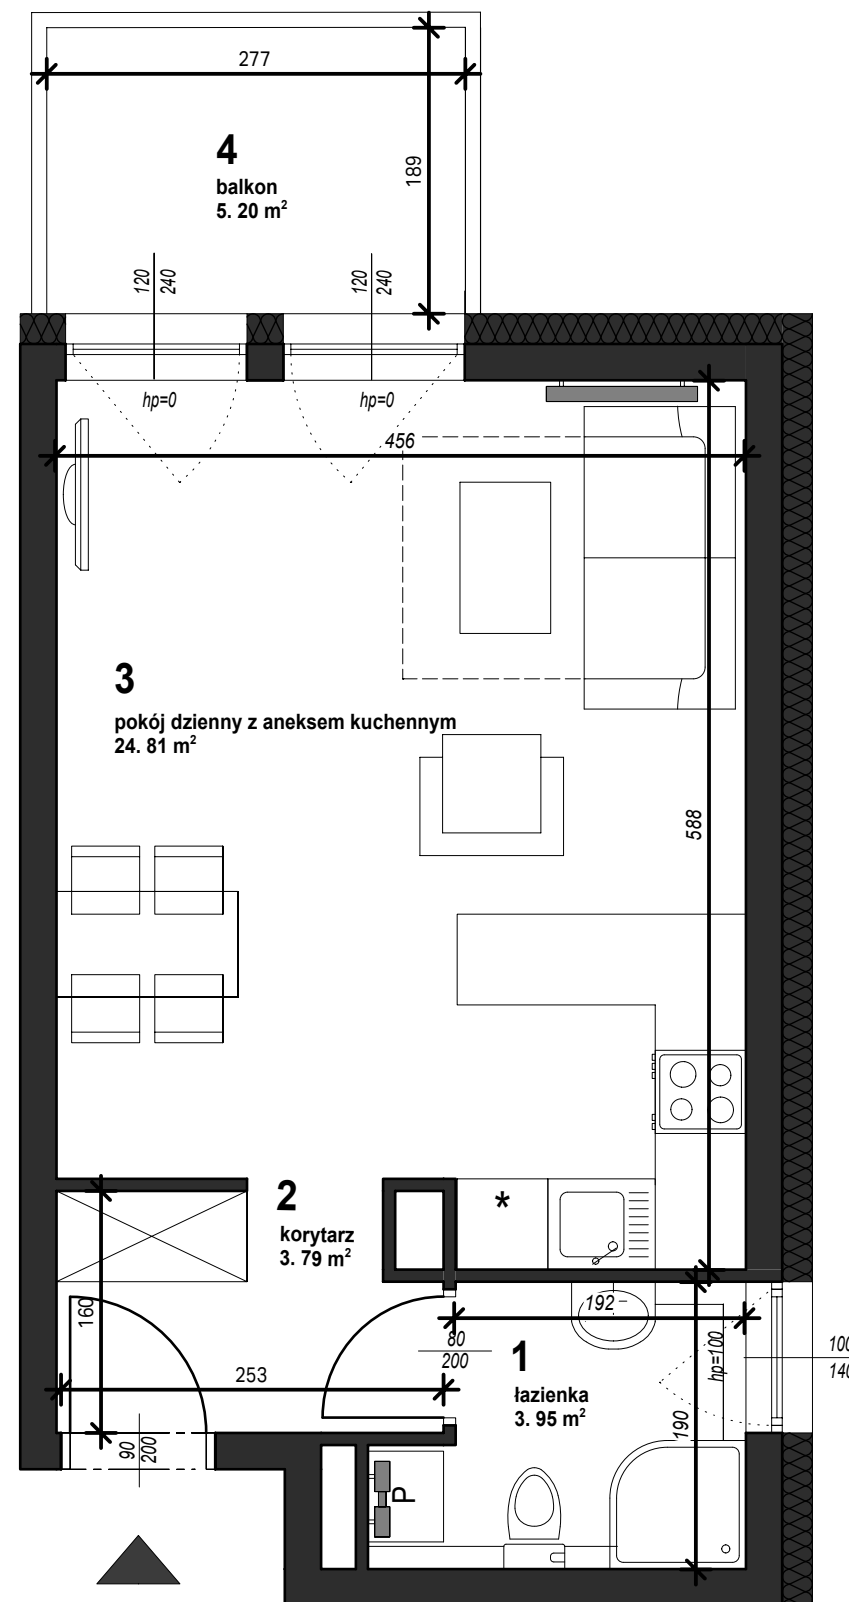 277
189
4
balkon
5. 20 m²
120
240
120
240
hp=0
hp=0
456
3
pokój dzienny z aneksem kuchennym
24. 81 m²
588
*
2
korytarz
3. 79 m²
160
192
80
200
hp=100
100
140
1
łazienka
3. 95 m²
253
190
90
200
P